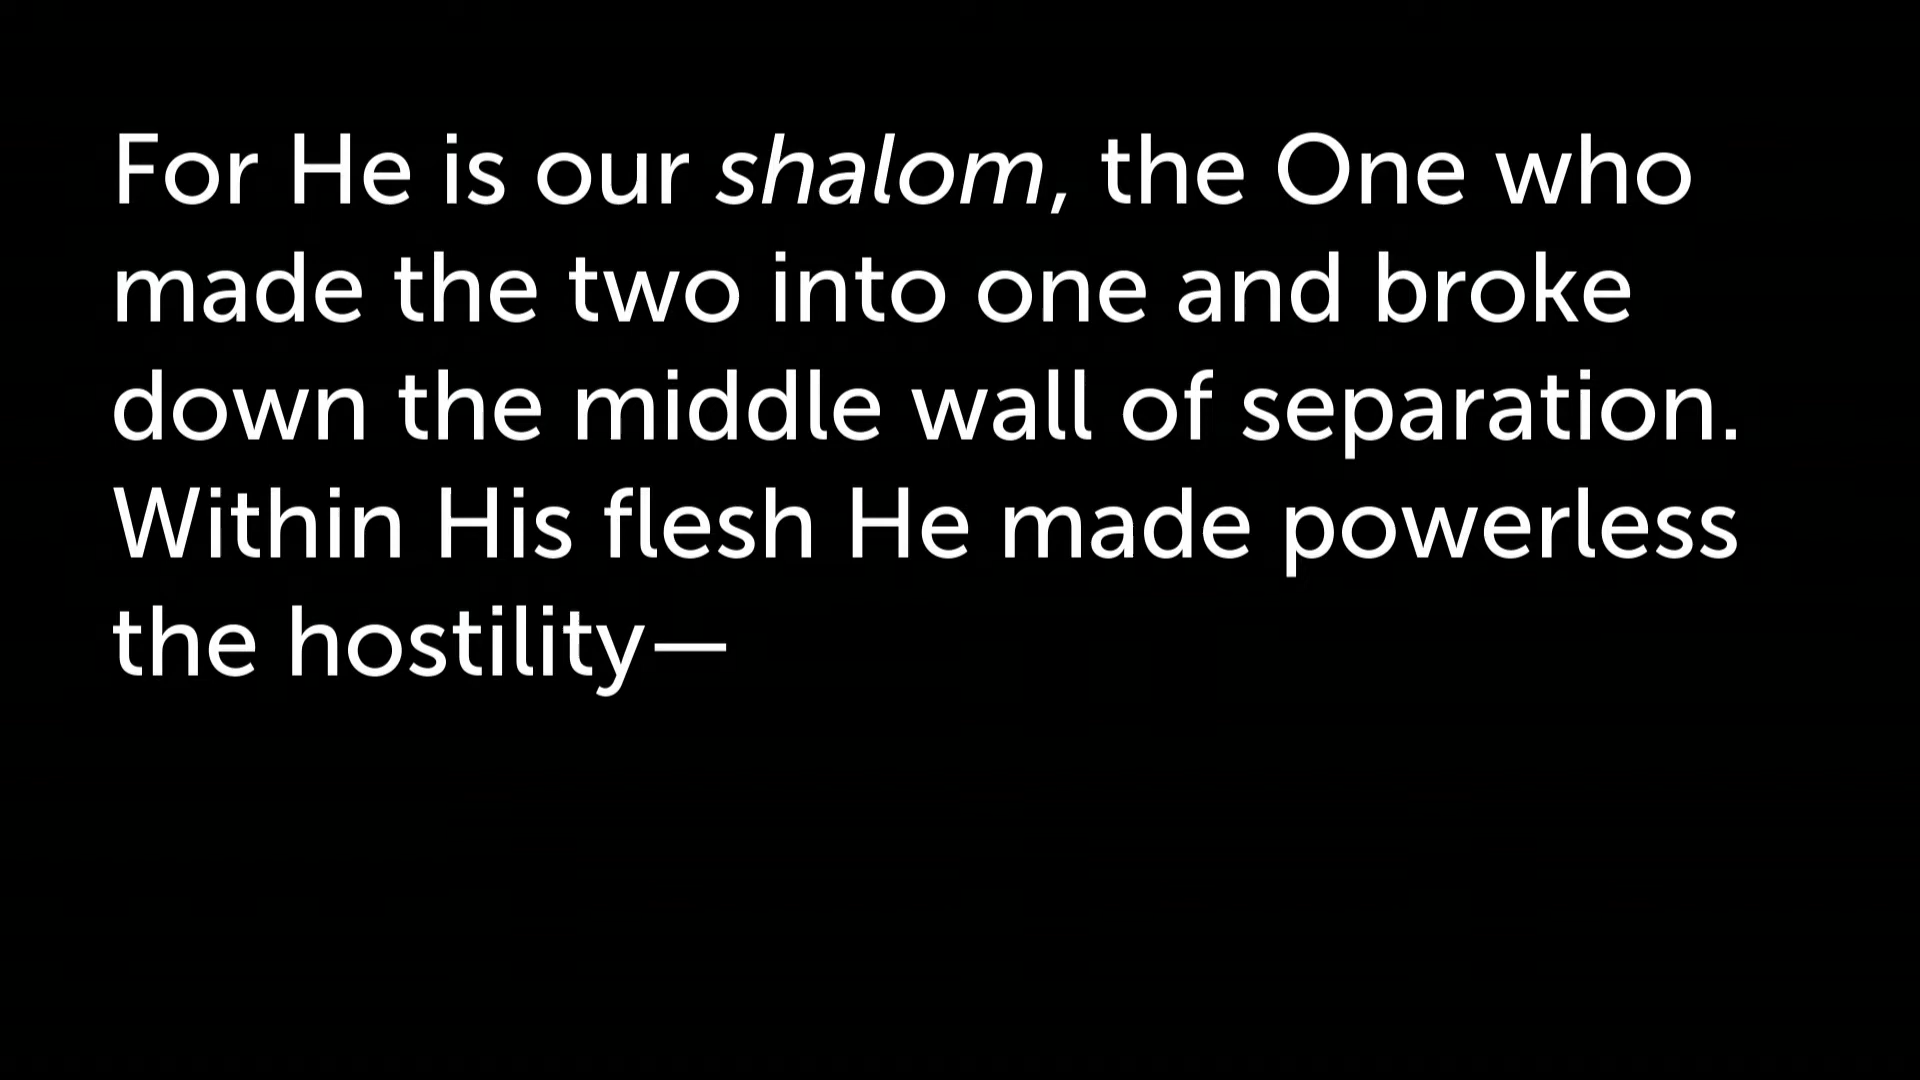 For He is our shalom, the One who
made the two into one and broke
down the middle wall of separation.
Within His flesh He made powerless
the hostility—